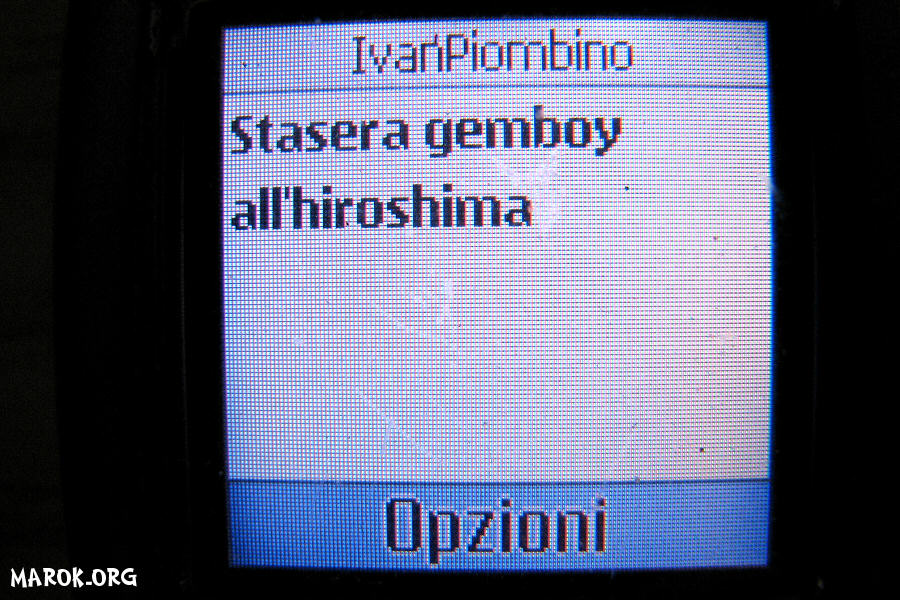 IvanPiombino
Stasera gemboy
all'hiroshima
Opzioni
MAROK.ORG